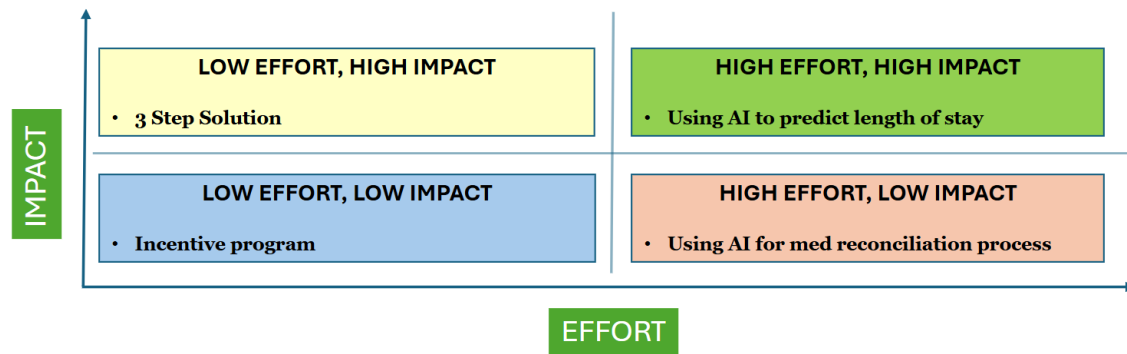 IMPACT
LOW EFFORT, HIGH IMPACT
• 3 Step Solution
HIGH EFFORT, HIGH IMPACT
• Using AI to predict length of stay
LOW EFFORT, LOW IMPACT
• Incentive program
HIGH EFFORT, LOW IMPACT
• Using AI for med reconciliation process
EFFORT